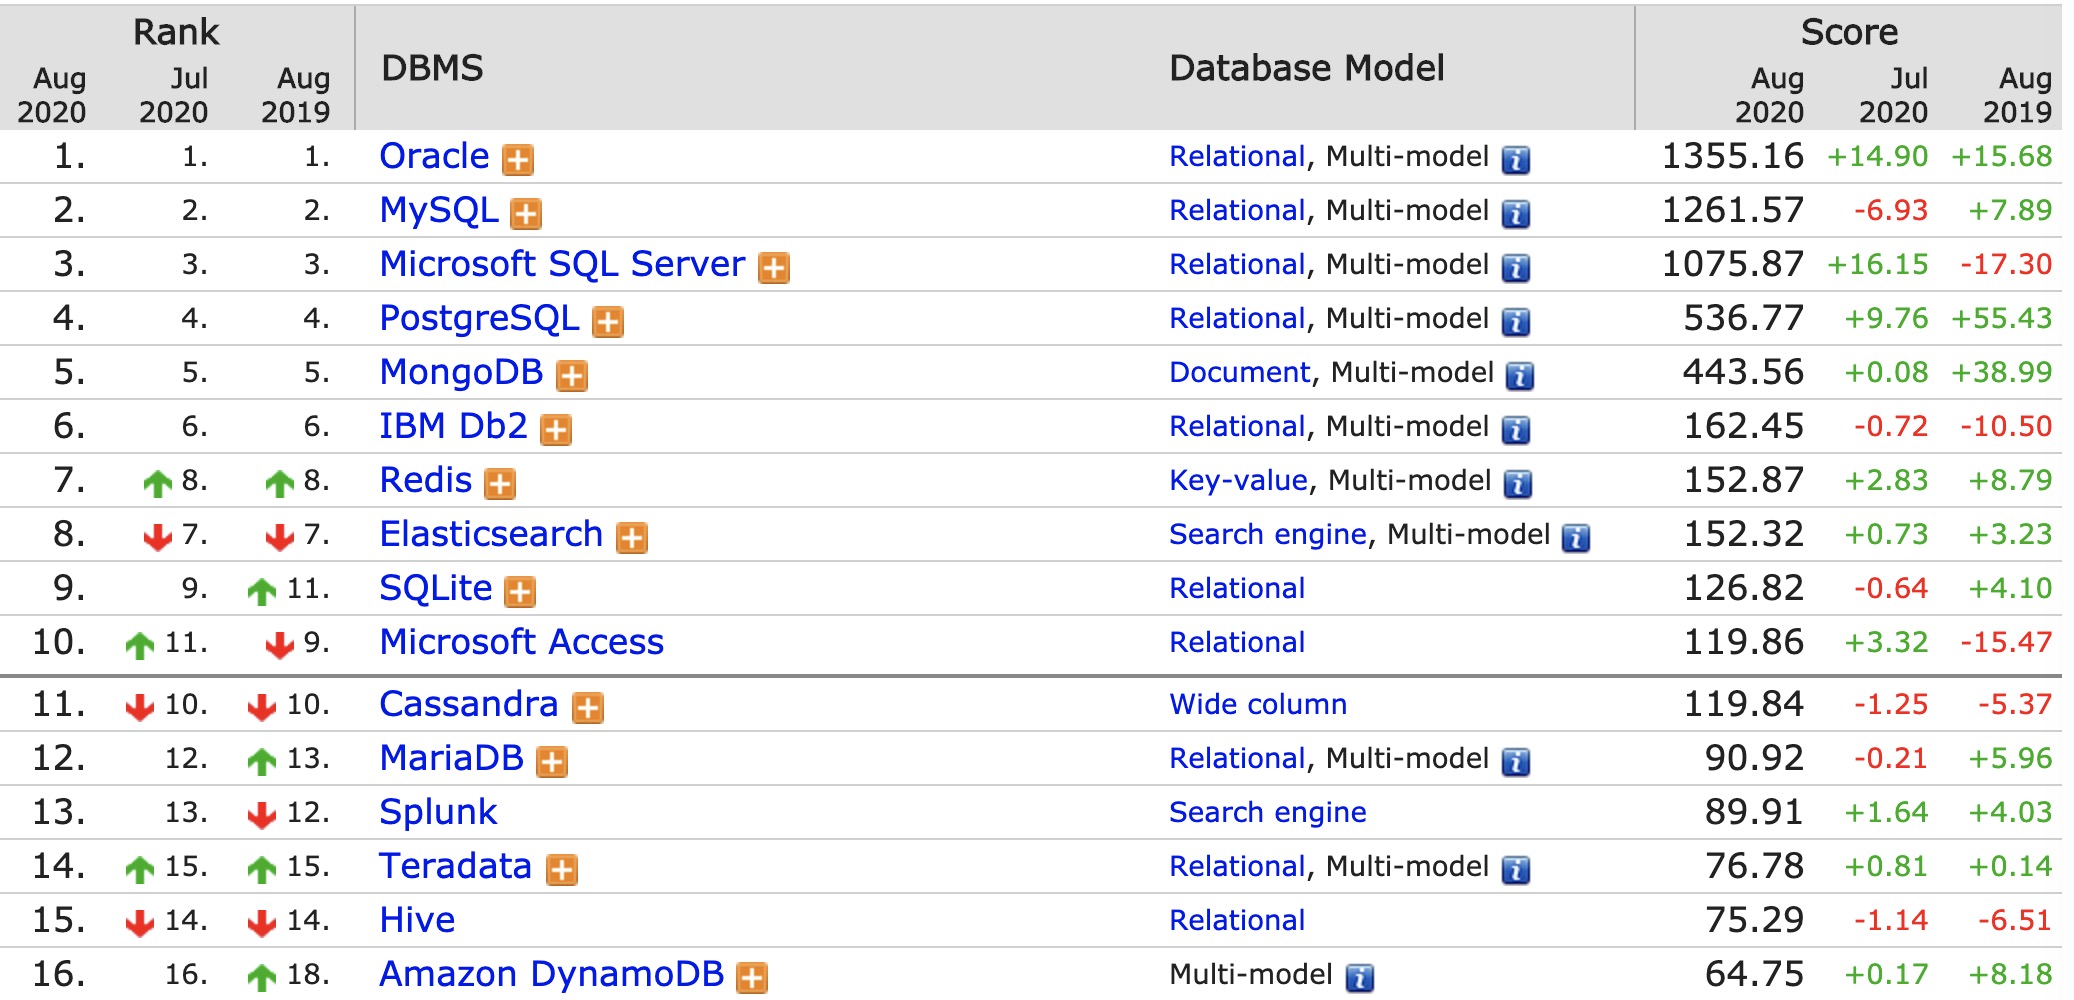 Rank DBMS Database Model Score
Aug 2020 Jul 2020 Aug 2019 Aug 2020 Jul 2020 Aug 2019
1. 1. 1. Oracle Relational, Multi-model 1355.16 +14.90 +15.68
2. 2. 2. MySQL Relational, Multi-model 1261.57 -6.93 +7.89
3. 3. 3. Microsoft SQL Server Relational, Multi-model 1075.87 +16.15 -17.30
4. 4. 4. PostgreSQL Relational, Multi-model 536.77 +9.76 +55.43
5. 5. 5. MongoDB Document, Multi-model 443.56 +0.08 +38.99
6. 6. 6. IBM Db2 Relational, Multi-model 162.45 -0.72 -10.50
7. 8. 8. Redis Key-value, Multi-model 152.87 +2.83 +8.79
8. 7. 7. Elasticsearch Search engine, Multi-model 152.32 +0.73 +3.23
9. 9. 11. SQLite Relational 126.82 -0.64 +4.10
10. 11. 9. Microsoft Access Relational 119.86 +3.32 -15.47
11. 10. 10. Cassandra Wide column 119.84 -1.25 -5.37
12. 12. 13. MariaDB Relational, Multi-model 90.92 -0.21 +5.96
13. 13. 12. Splunk Search engine 89.91 +1.64 +4.03
14. 15. 15. Teradata Relational, Multi-model 76.78 +0.81 +0.14
15. 14. 14. Hive Relational 75.29 -1.14 -6.51
16. 16. 18. Amazon DynamoDB Multi-model 64.75 +0.17 +8.18